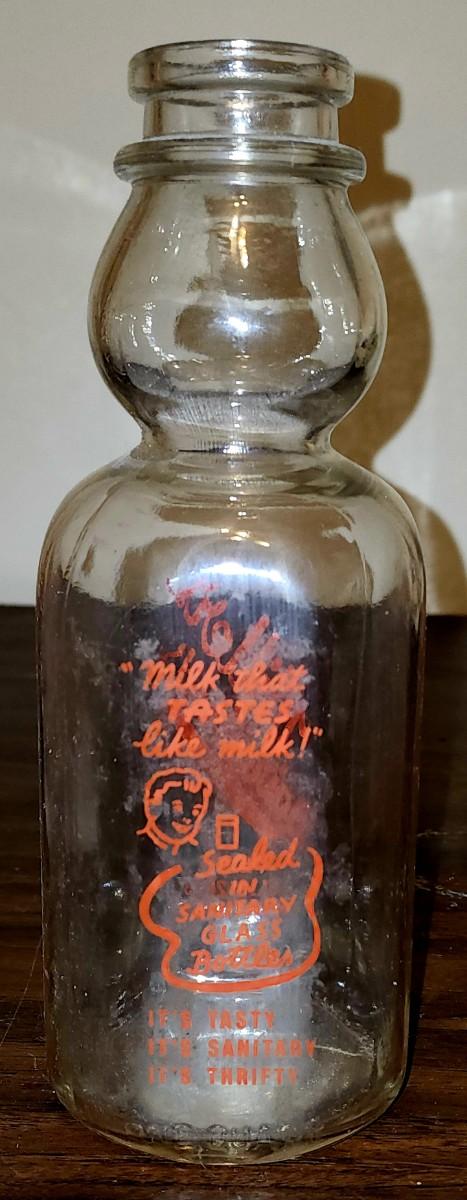 "Milk that
TASTES
like milk!"
Sealed
IN
SANITARY
GLASS
Bottles
IT'S TASTY
IT'S SANITARY
IT'S THRIFTY